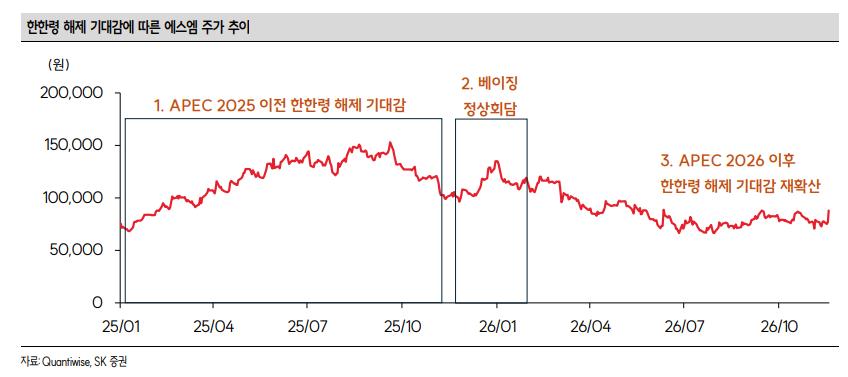 한한령 해제 기대감에 따른 에스엠 주가 추이
(원)
200,000
150,000
100,000
50,000
0
1. APEC 2025 이전 한한령 해제 기대감
2. 베이징
정상회담
3. APEC 2026 이후
한한령 해제 기대감 재확산
25/01 25/04 25/07 25/10 26/01 26/04 26/07 26/10
자료: Quantiwise, SK 증권